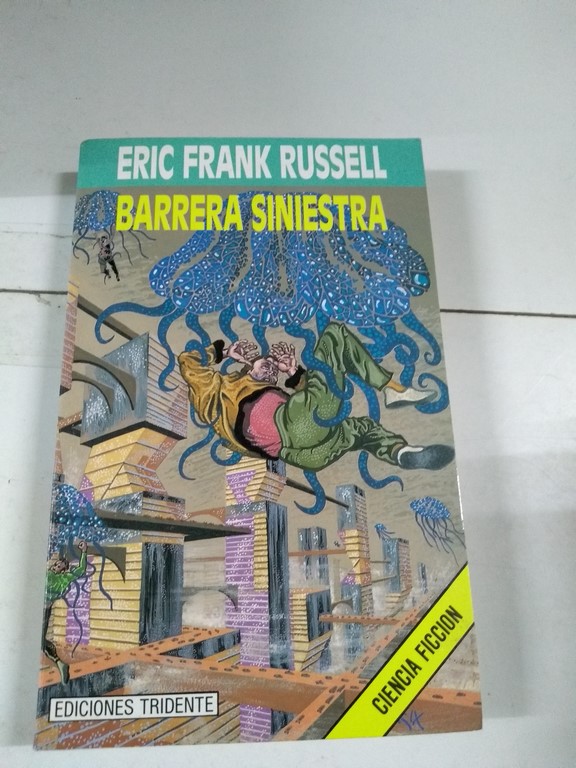 ERIC FRANK RUSSELL
BARRERA SINIESTRA
CIENCIA FICCION
EDICIONES TRIDENTE